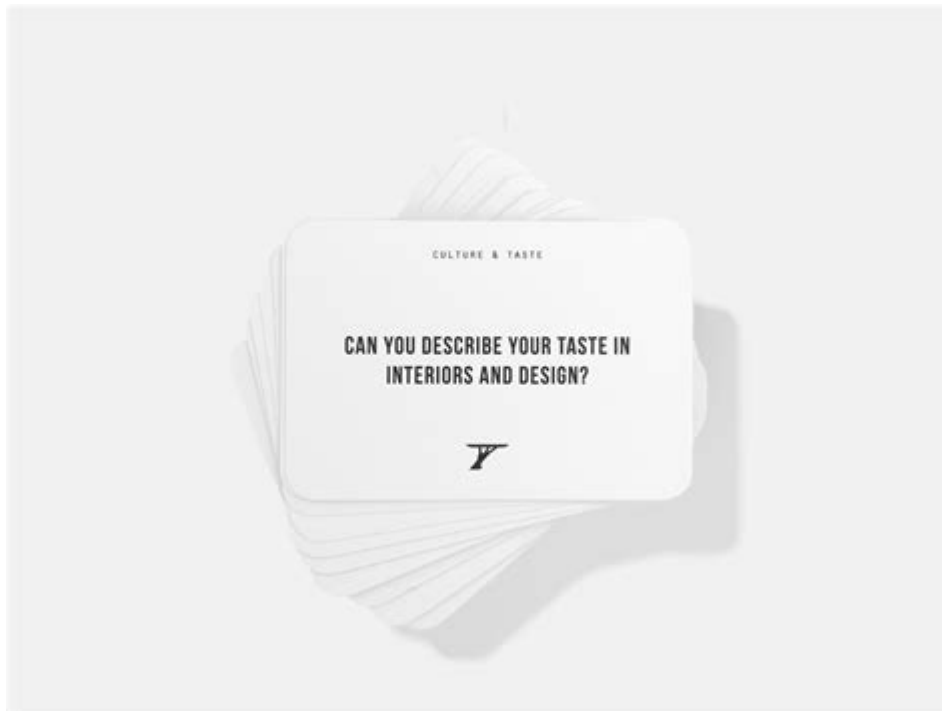 CULTURE & TASTE
CAN YOU DESCRIBE YOUR TASTE IN
INTERIORS AND DESIGN?